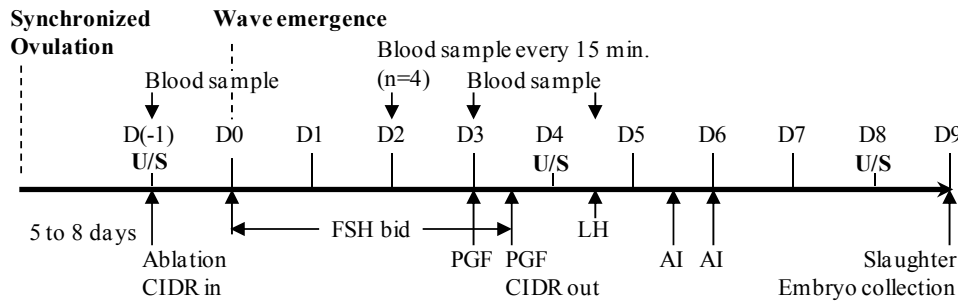 Synchronized
Ovulation
Wave emergence
Blood sample every 15 min.
(n=4)
Blood sample
Blood sample
D(-1) D0 D1 D2 D3 D4 D5 D6 D7 D8 D9
U/S U/S U/S
5 to 8 days
FSH bid
LH
Ablation
CIDR in
PGF PGF
CIDR out
AI AI
Slaughter
Embryo collection